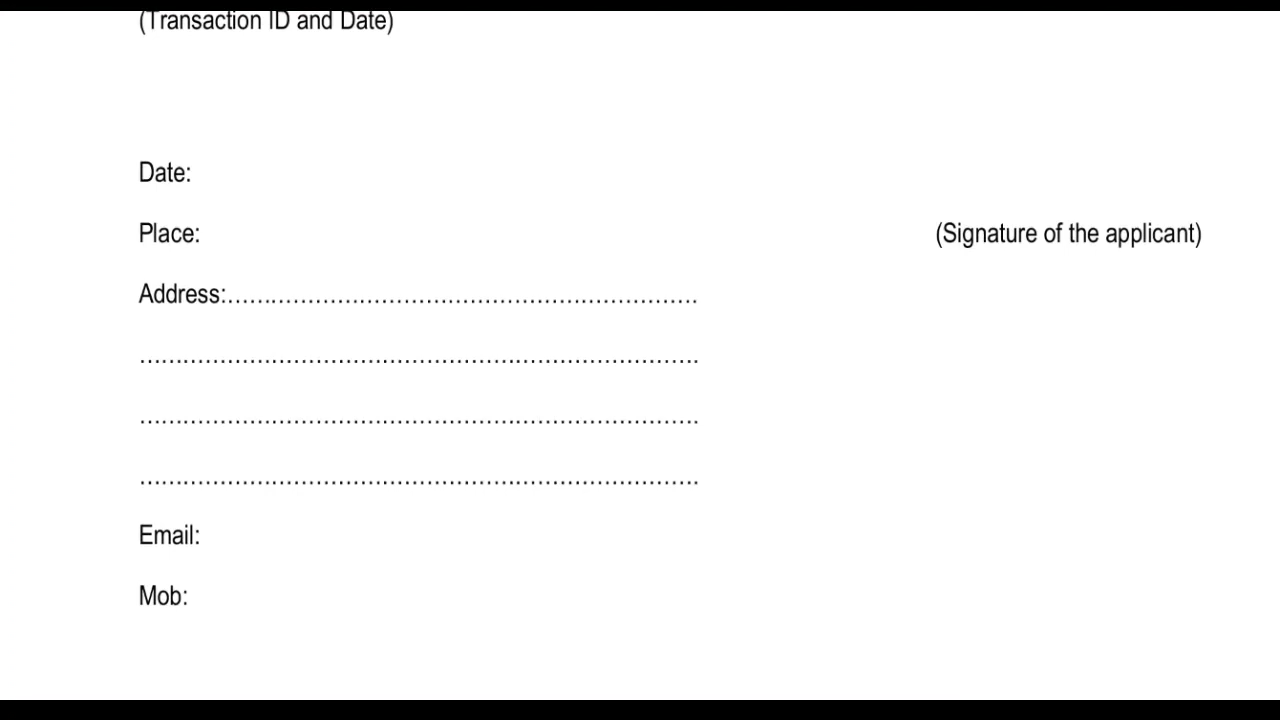 (Transaction ID and Date)
Date:
Place:
(Signature of the applicant)
Address:…………………………………………………………
……………………………………………………………………
……………………………………………………………………
……………………………………………………………………
Email:
Mob: